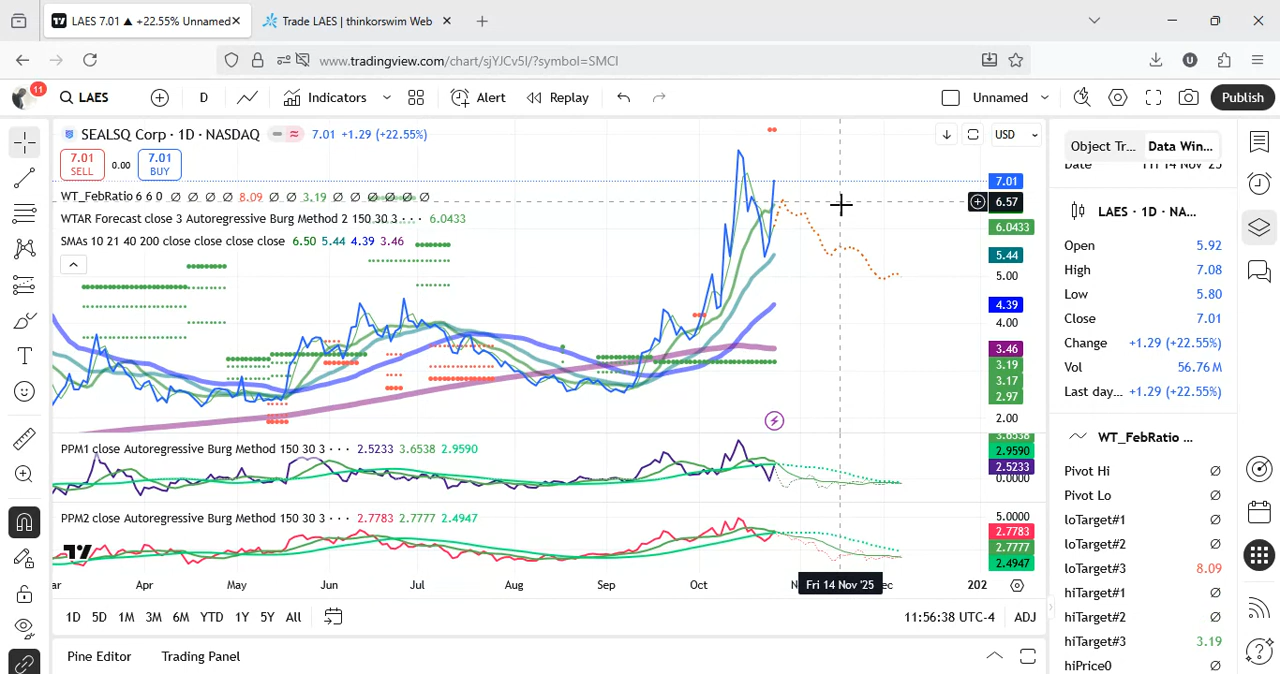 LAES 7.01 ▲ +22.55% Unnamed
Trade LAES | thinkorswim Web
www.tradingview.com/chart/sjYJCv5I/?symbol=SMCI
11
LAES
D
Indicators
Alert
Replay
Unnamed
Publish
SEALSQ Corp · 1D · NASDAQ 7.01 +1.29 (+22.55%)
USD
7.01
SELL
0.00
7.01
BUY
WT_FebRatio 6 6 0 Ø Ø Ø Ø 8.09 Ø Ø 3.19 Ø Ø Ø Ø Ø Ø
WTAR Forecast close 3 Autoregressive Burg Method 2 150 30 3 · · · 6.0433
SMAs 10 21 40 200 close close close close 6.50 5.44 4.39 3.46
7.01
6.57
6.0433
5.44
5.00
4.39
4.00
3.46
3.19
3.17
2.97
2.00
PPM1 close Autoregressive Burg Method 150 30 3 · · · 2.5233 3.6538 2.9590
3.6538
2.9590
2.5233
0.0000
PPM2 close Autoregressive Burg Method 150 30 3 · · · 2.7783 2.7777 2.4947
5.0000
2.7783
2.7777
2.4947
Apr May Jun Jul Aug Sep Oct
Fri 14 Nov '25
202
1D 5D 1M 3M 6M YTD 1Y 5Y All
11:56:38 UTC-4 ADJ
Pine Editor Trading Panel
Object Tr... Data Win...
Date Fri 14 Nov '25
LAES · 1D · NA...
Open 5.92
High 7.08
Low 5.80
Close 7.01
Change +1.29 (+22.55%)
Vol 56.76 M
Last day... +1.29 (+22.55%)
WT_FebRatio ...
Pivot Hi Ø
Pivot Lo Ø
loTarget#1 Ø
loTarget#2 Ø
loTarget#3 8.09
hiTarget#1 Ø
hiTarget#2 Ø
hiTarget#3 3.19
hiPrice0 Ø